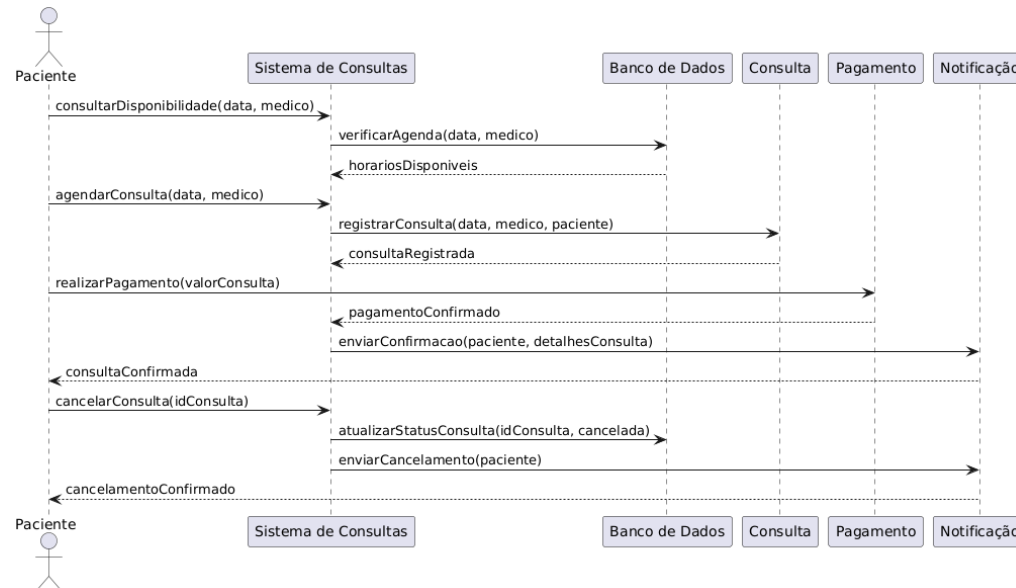 Paciente
Sistema de Consultas
Banco de Dados
Consulta
Pagamento
Notificação
consultarDisponibilidade(data, medico)
verificarAgenda(data, medico)
horariosDisponiveis
agendarConsulta(data, medico)
registrarConsulta(data, medico, paciente)
consultaRegistrada
realizarPagamento(valorConsulta)
pagamentoConfirmado
enviarConfirmacao(paciente, detalhesConsulta)
consultaConfirmada
cancelarConsulta(idConsulta)
atualizarStatusConsulta(idConsulta, cancelada)
enviarCancelamento(paciente)
cancelamentoConfirmado
Paciente
Sistema de Consultas
Banco de Dados
Consulta
Pagamento
Notificação